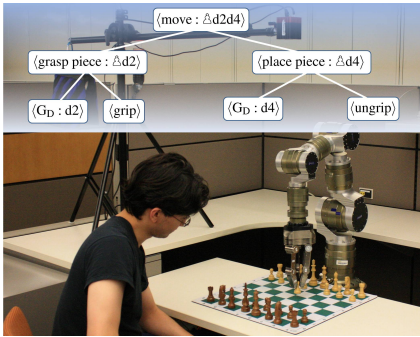 ⟨move : ♙d2d4⟩
⟨grasp piece : ♙d2⟩ ⟨place piece : ♙d4⟩
⟨G_D : d2⟩ ⟨grip⟩ ⟨G_D : d4⟩ ⟨ungrip⟩